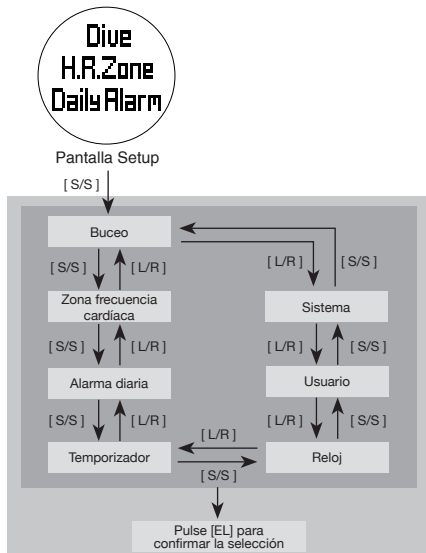 Dive
H.R.Zone
Daily Alarm
Pantalla Setup
[ S/S ]
Buceo
[ S/S ] [ L/R ] [ L/R ] [ S/S ]
Zona frecuencia
cardíaca
Sistema
[ S/S ] [ L/R ] [ L/R ] [ S/S ]
Alarma diaria
Usuario
[ S/S ] [ L/R ] [ L/R ] [ S/S ]
[ L/R ]
Temporizador
Reloj
[ S/S ]
Pulse [EL] para
confirmar la selección